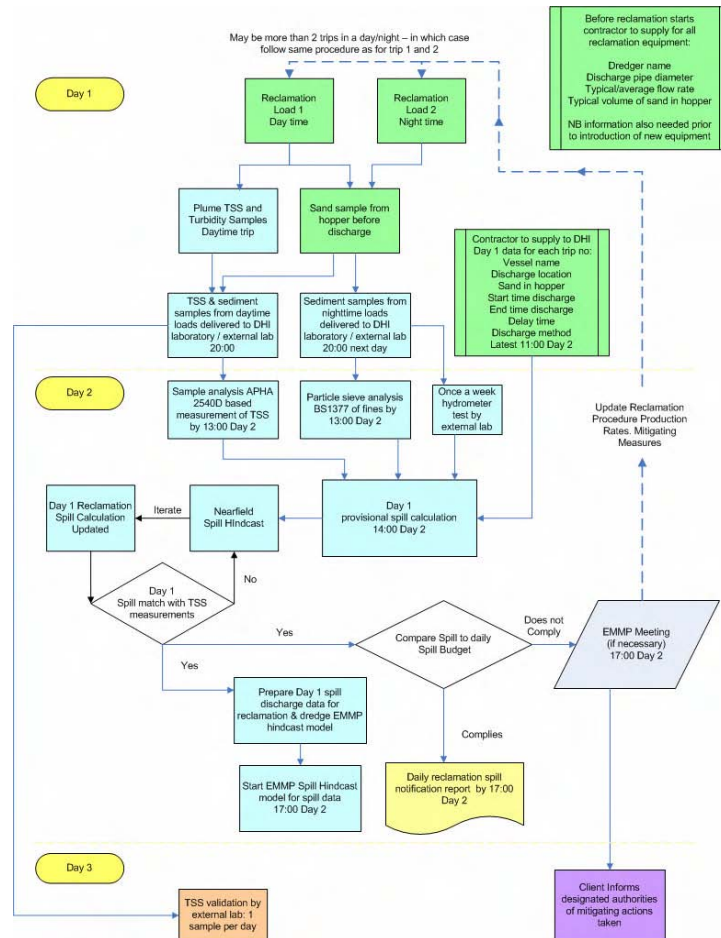 May be more than 2 trips in a day/night – in which case
follow same procedure as for trip 1 and 2
Before reclamation starts
contractor to supply for all
reclamation equipment:
Dredger name
Discharge pipe diameter
Typical/average flow rate
Typical volume of sand in hopper
NB information also needed prior
to introduction of new equipment
Day 1
Reclamation
Load 1
Day time
Reclamation
Load 2
Night time
Plume TSS and
Turbidity Samples
Daytime trip
Sand sample from
hopper before
discharge
Contractor to supply to DHI
Day 1 data for each trip no:
Vessel name
Discharge location
Sand in hopper
Start time discharge
End time discharge
Delay time
Discharge method
Latest 11:00 Day 2
TSS & sediment
samples from daytime
loads delivered to DHI
laboratory / external lab
20:00
Sediment samples from
nighttime loads
delivered to DHI
laboratory / external lab
20:00 next day
Day 2
Sample analysis APHA
2540D based
measurement of TSS
by 13:00 Day 2
Particle sieve analysis
BS1377 of fines by
13:00 Day 2
Once a week
hydrometer
test by
external lab
Update Reclamation
Procedure Production
Rates. Mitigating
Measures
Day 1 Reclamation
Spill Calculation
Updated
Iterate
Nearfield
Spill HIndcast
Day 1
provisional spill calculation
14:00 Day 2
No
Day 1
Spill match with TSS
measurements
Yes
Yes
Compare Spill to daily
Spill Budget
Does not
Comply
EMMP Meeting
(if necessary)
17:00 Day 2
Prepare Day 1 spill
discharge data for
reclamation & dredge EMMP
hindcast model
Complies
Start EMMP Spill Hindcast
model for spill data
17:00 Day 2
Daily reclamation spill
notification report by 17:00
Day 2
Day 3
TSS validation by
external lab: 1
sample per day
Client Informs
designated authorities
of mitigating actions
taken